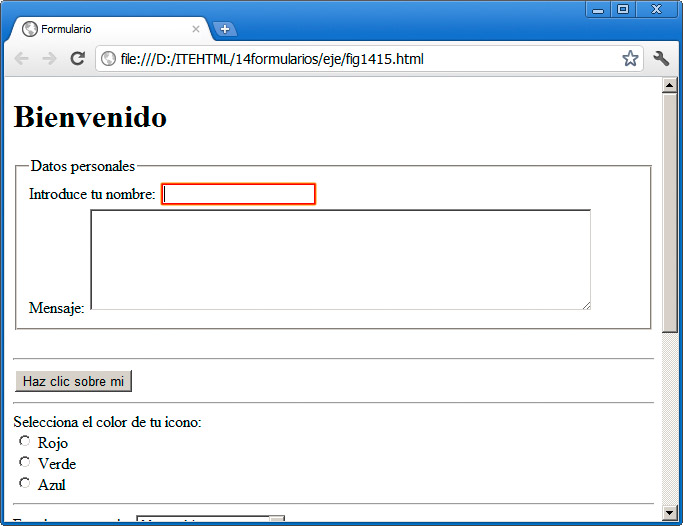 Formulario
file:///D:/ITEHTML/14formularios/eje/fig1415.html
Bienvenido
Datos personales
Introduce tu nombre:
Mensaje:
Haz clic sobre mi
Selecciona el color de tu icono:
Rojo
Verde
Azul